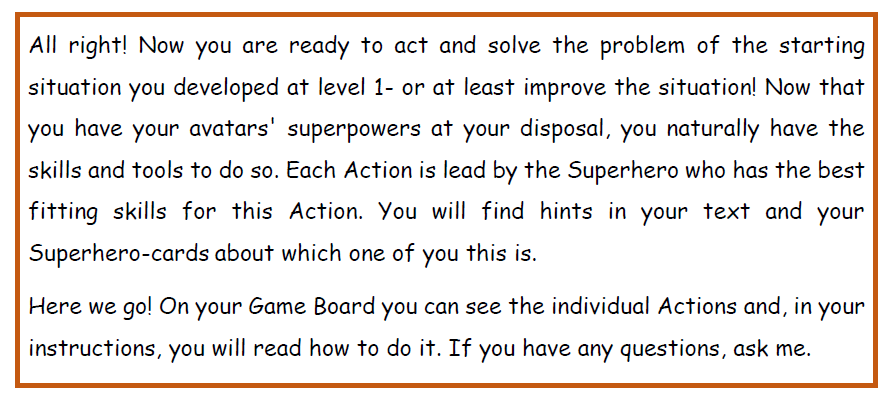 All right! Now you are ready to act and solve the problem of the starting
situation you developed at level 1- or at least improve the situation! Now that
you have your avatars' superpowers at your disposal, you naturally have the
skills and tools to do so. Each Action is lead by the Superhero who has the best
fitting skills for this Action. You will find hints in your text and your
Superhero-cards about which one of you this is.
Here we go! On your Game Board you can see the individual Actions and, in your
instructions, you will read how to do it. If you have any questions, ask me.